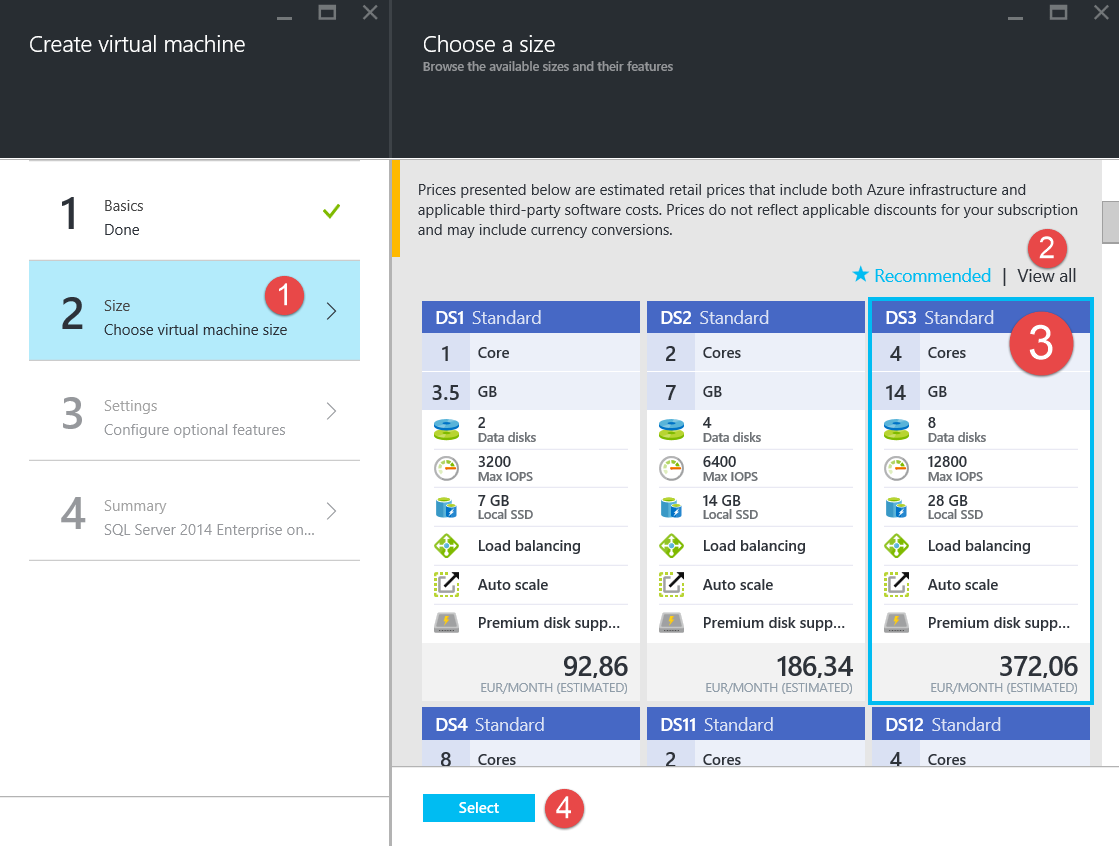 Create virtual machine
Choose a size
Browse the available sizes and their features
1
Basics
Done
2
Size
Choose virtual machine size
1
3
Settings
Configure optional features
4
Summary
SQL Server 2014 Enterprise on...
Prices presented below are estimated retail prices that include both Azure infrastructure and
applicable third-party software costs. Prices do not reflect applicable discounts for your subscription
and may include currency conversions.
2
★ Recommended | View all
DS1 Standard
1 Core
3.5 GB
2
Data disks
3200
Max IOPS
7 GB
Local SSD
Load balancing
Auto scale
Premium disk supp...
92,86
EUR/MONTH (ESTIMATED)
DS2 Standard
2 Cores
7 GB
4
Data disks
6400
Max IOPS
14 GB
Local SSD
Load balancing
Auto scale
Premium disk supp...
186,34
EUR/MONTH (ESTIMATED)
DS3 Standard
3
4 Cores
14 GB
8
Data disks
12800
Max IOPS
28 GB
Local SSD
Load balancing
Auto scale
Premium disk supp...
372,06
EUR/MONTH (ESTIMATED)
DS4 Standard
8 Cores
DS11 Standard
2 Cores
DS12 Standard
4 Cores
Select
4